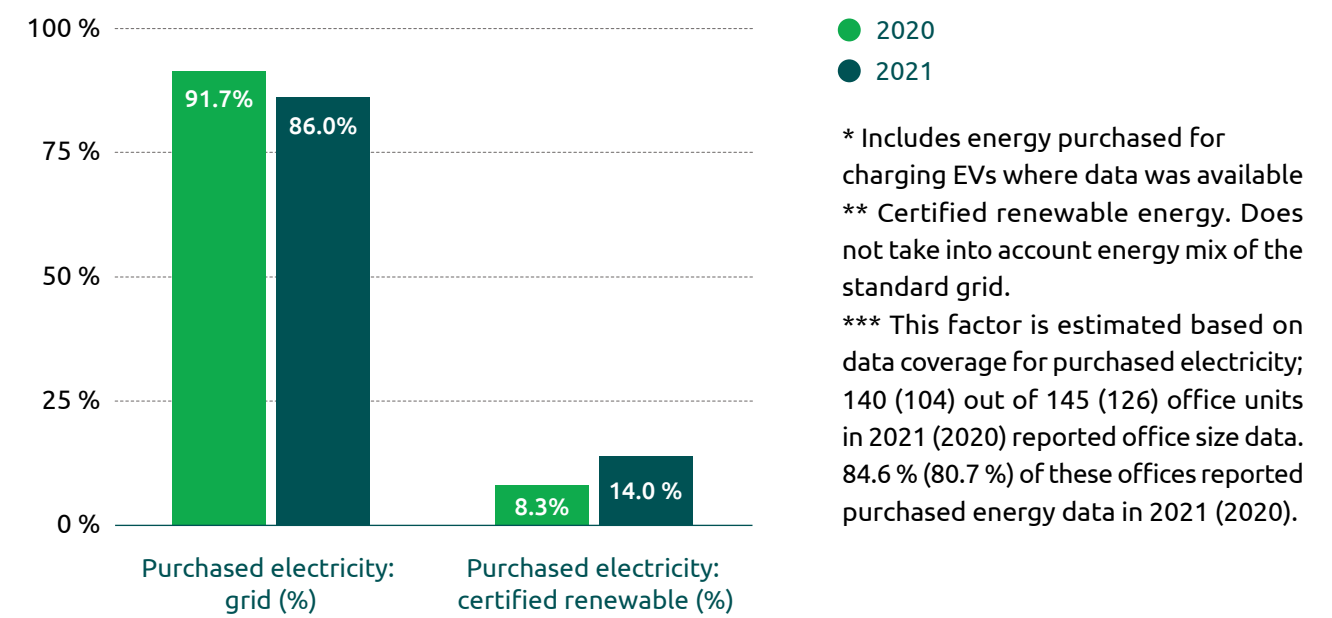 100 %
75 %
50 %
25 %
0 %
91.7%
86.0%
8.3%
14.0 %
Purchased electricity:
grid (%)
Purchased electricity:
certified renewable (%)
2020
2021
* Includes energy purchased for
charging EVs where data was available
** Certified renewable energy. Does
not take into account energy mix of the
standard grid.
*** This factor is estimated based on
data coverage for purchased electricity;
140 (104) out of 145 (126) office units
in 2021 (2020) reported office size data.
84.6 % (80.7 %) of these offices reported
purchased energy data in 2021 (2020).